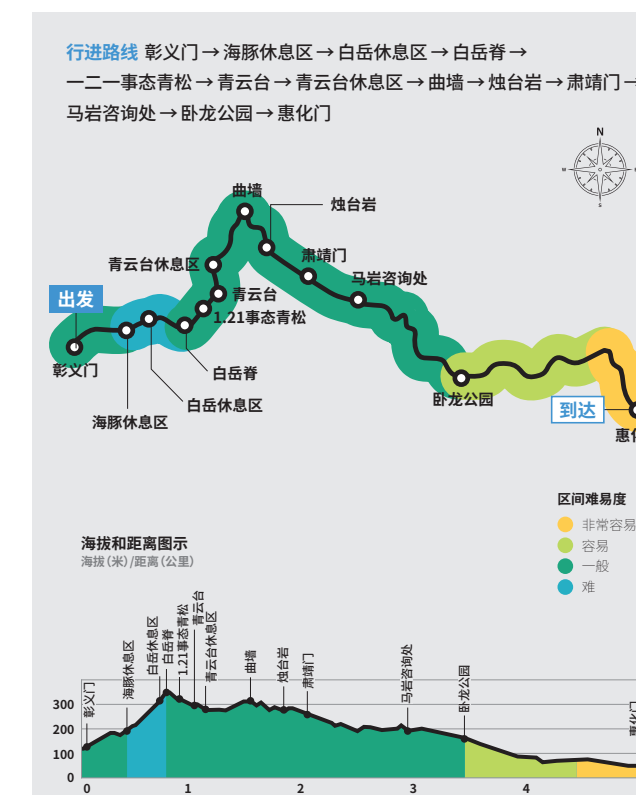 行进路线 彰义门→海豚休息区→白岳休息区→白岳脊→
一二一事态青松→青云台→青云台休息区→曲墙→烛台岩→肃靖门→
马岩咨询处→卧龙公园→惠化门
N
W
S
曲墙
烛台岩
青云台休息区
肃靖门
马岩咨询处
青云台
出发
1.21事态青松
彰义门
白岳脊
白岳休息区
海豚休息区
卧龙公园
到达
惠化
区间难易度
非常容易
容易
一般
难
海拔和距离图示
海拔(米)/距离(公里)
彰义门
海豚休息区
白岳休息区
白岳脊
1.21事态青松
青云台
青云台休息区
曲墙
烛台岩
肃靖门
马岩咨询处
卧龙公园
惠化门
300
200
100
0
0 1 2 3 4